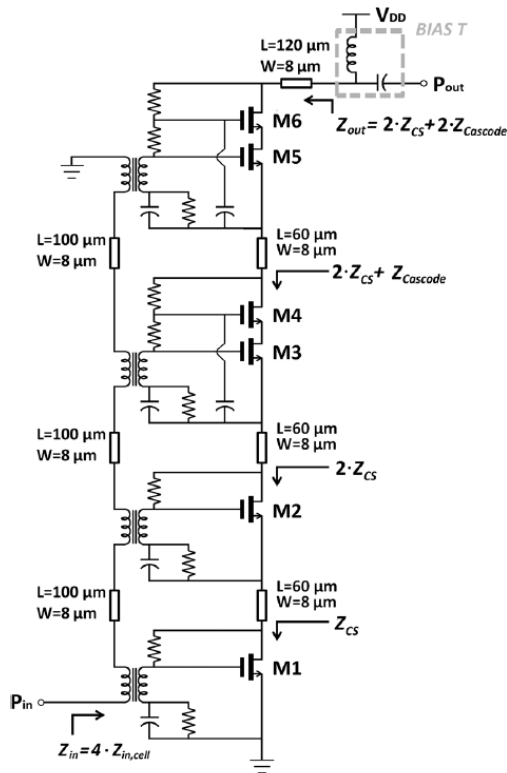 V_DD
BIAS T
L=120 µm
W=8 µm
P_out
Z_out= 2·Z_CS+ 2·Z_Cascode
M6
M5
L=100 µm
W=8 µm
L=60 µm
W=8 µm
2·Z_CS+ Z_Cascode
M4
M3
L=100 µm
W=8 µm
L=60 µm
W=8 µm
2·Z_CS
M2
L=100 µm
W=8 µm
L=60 µm
W=8 µm
Z_CS
M1
P_in
Z_in=4·Z_in,cell